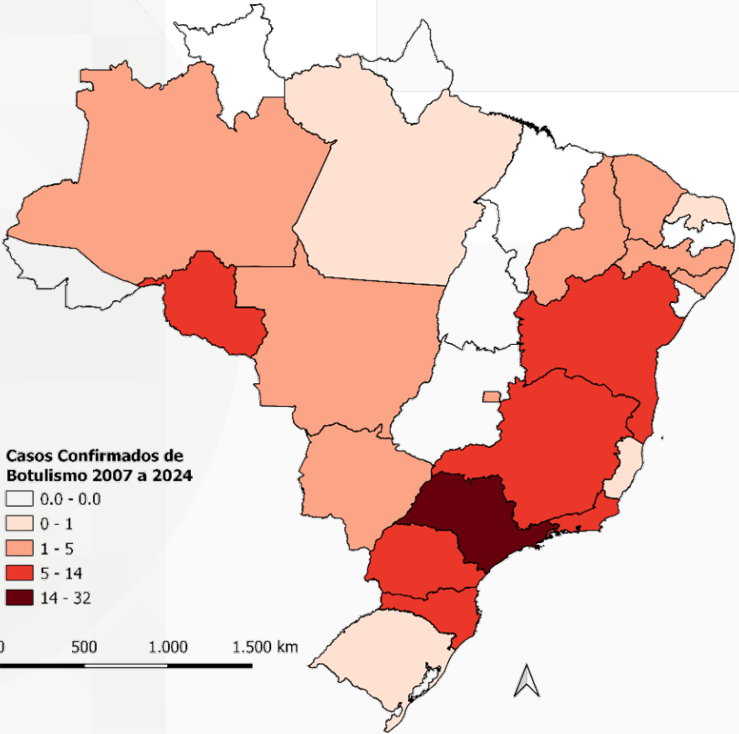 Casos Confirmados de
Botulismo 2007 a 2024
0.0 - 0.0
0 - 1
1 - 5
5 - 14
14 - 32
0 500 1.000 1.500 km